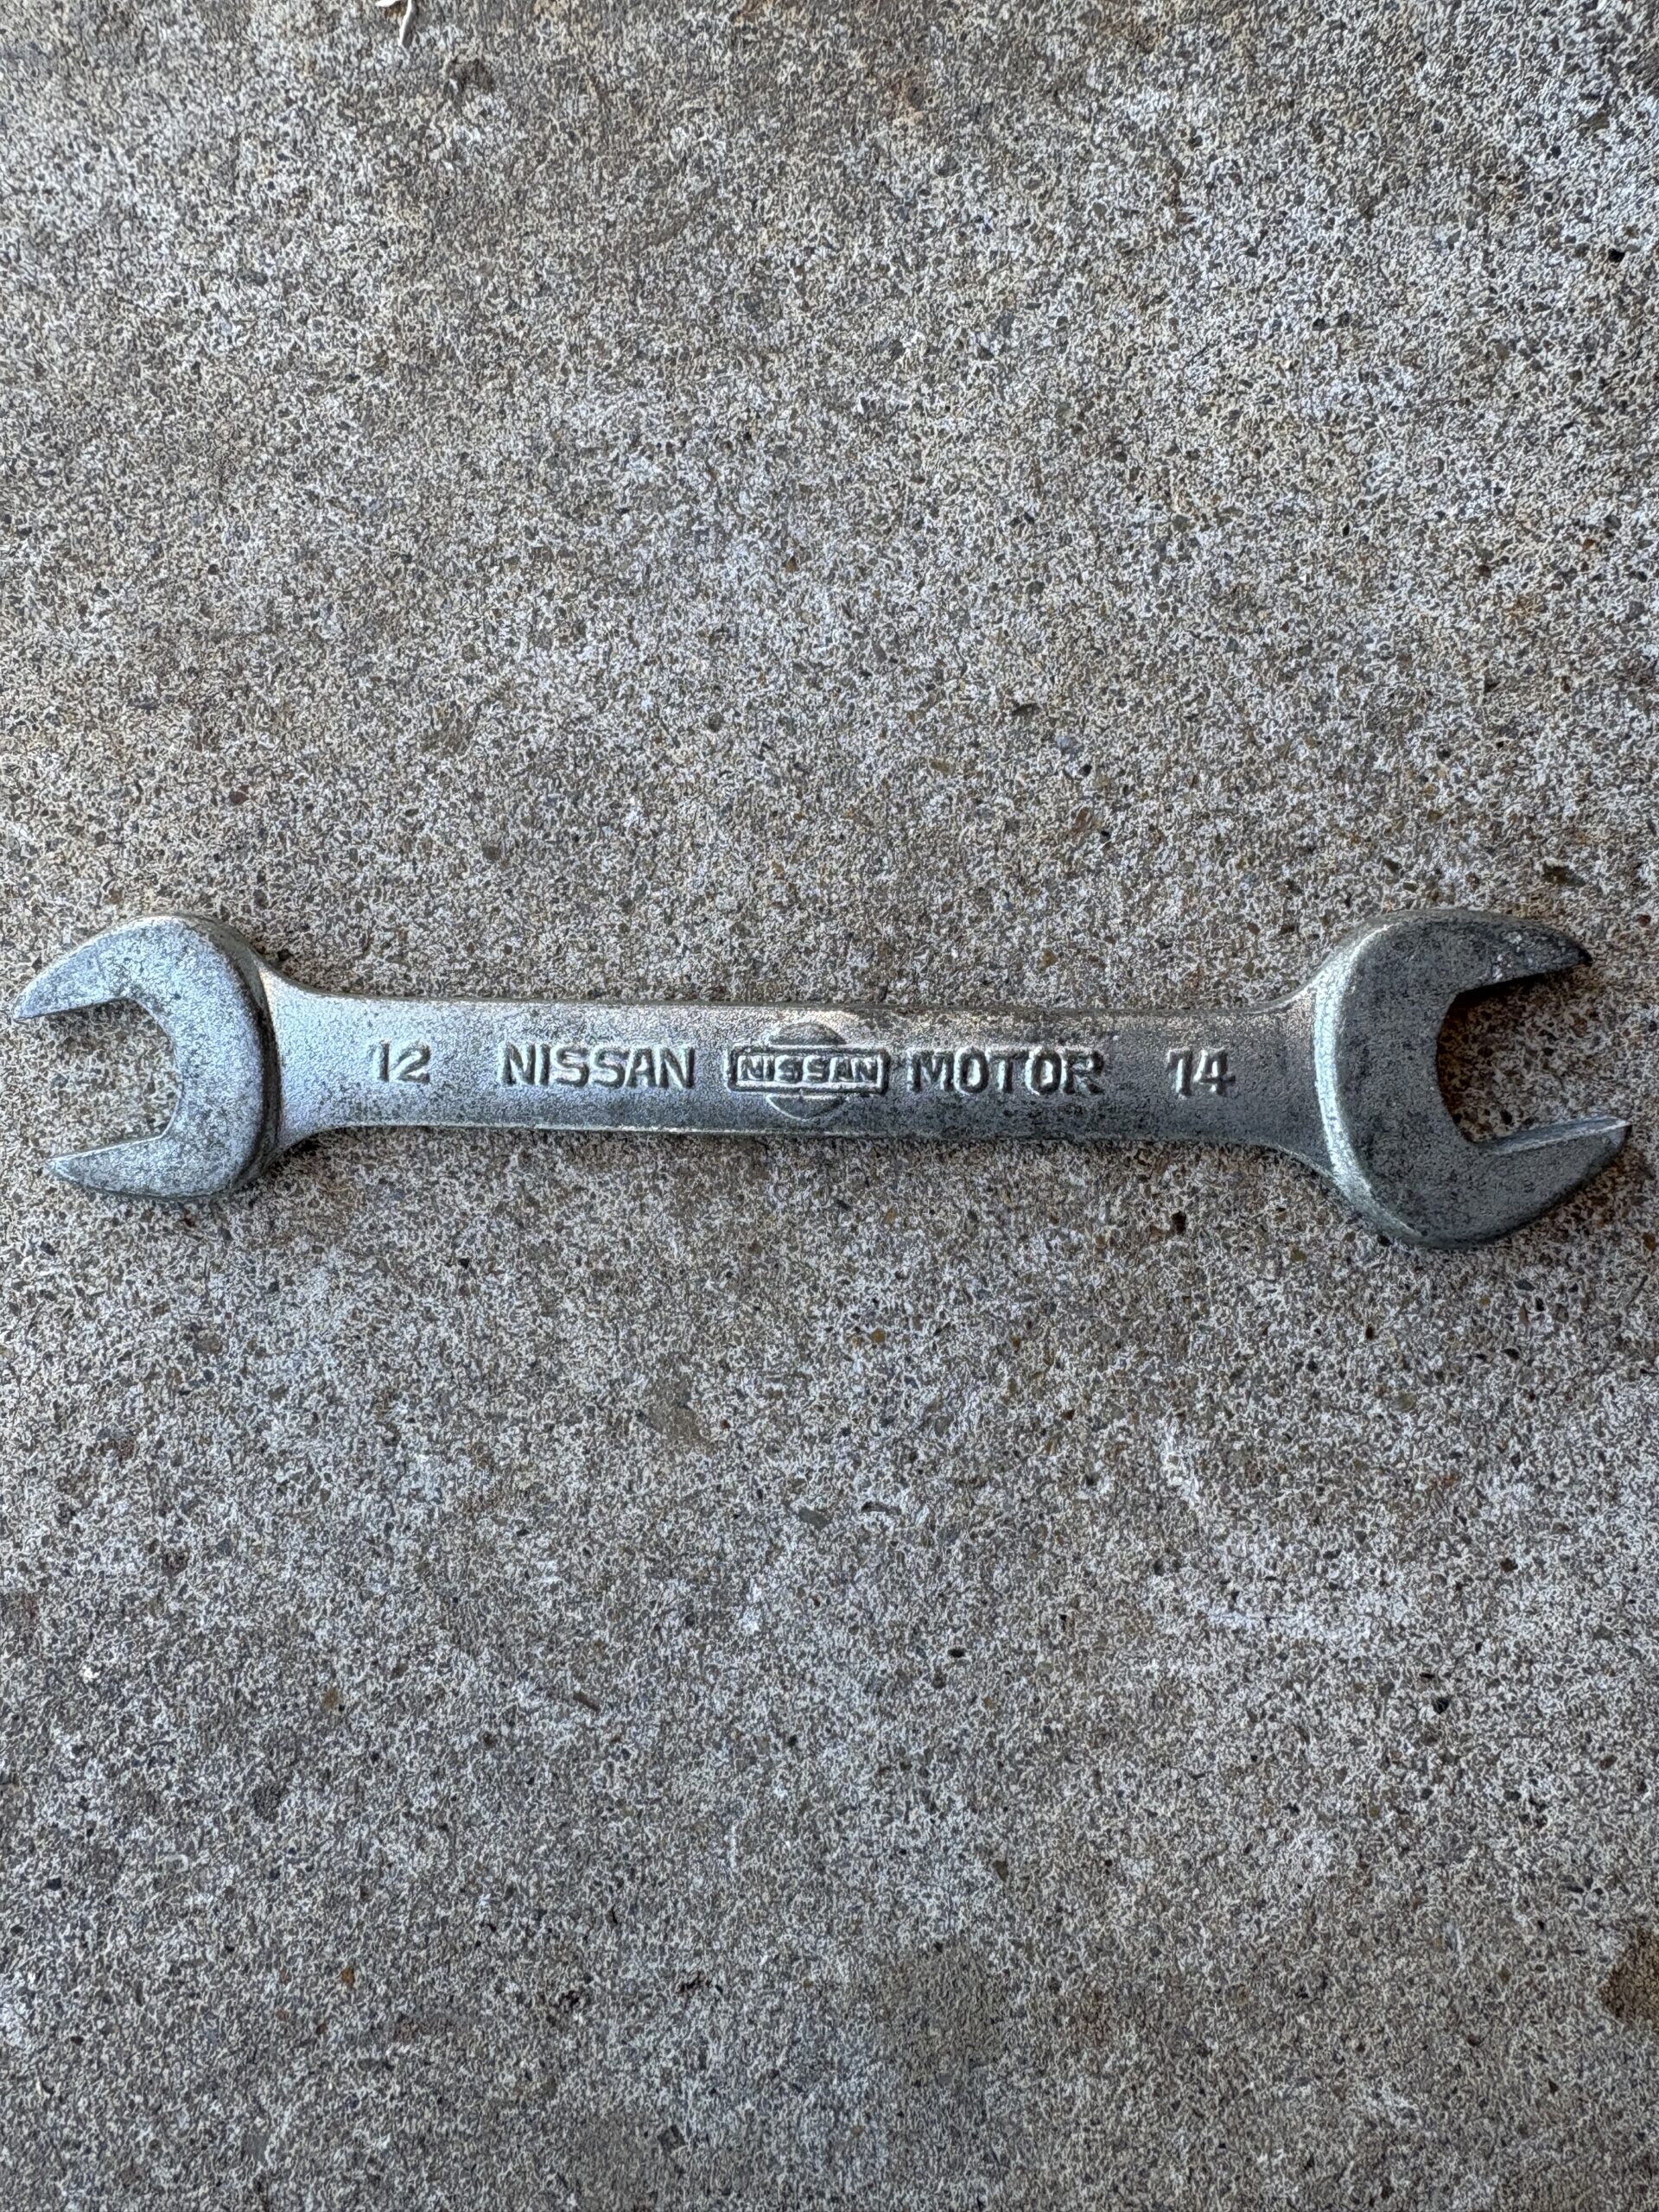 12 NISSAN NISSAN MOTOR 14